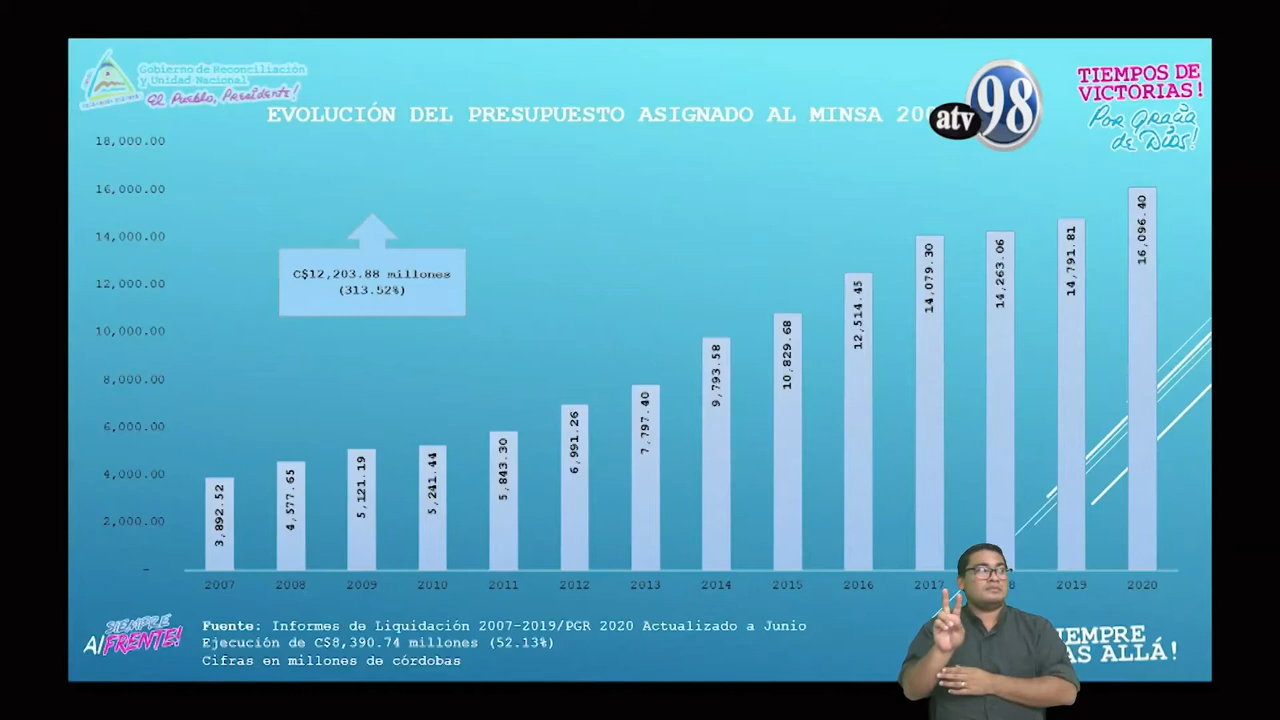 Gobierno de Reconciliación
y Unidad Nacional
El Pueblo, Presidente!
EVOLUCIÓN DEL PRESUPUESTO ASIGNADO AL MINSA
atv 98
TIEMPOS DE
VICTORIAS!
Por Gracia
de Dios!
18,000.00
16,000.00
14,000.00
12,000.00
10,000.00
8,000.00
6,000.00
4,000.00
2,000.00
-
C$12,203.88 millones
(313.52%)
3,892.52
4,577.65
5,121.19
5,241.44
5,843.30
6,991.26
7,797.40
9,793.58
10,829.68
12,514.45
14,079.30
14,263.06
14,791.81
16,096.40
2007 2008 2009 2010 2011 2012 2013 2014 2015 2016 2017 8 2019 2020
SIEMPRE
AlFRENTE!
Fuente: Informes de Liquidación 2007-2019/PGR 2020 Actualizado a Junio
Ejecución de C$8,390.74 millones (52.13%)
Cifras en millones de córdobas
IEMPRE
ÁS ALLÁ!